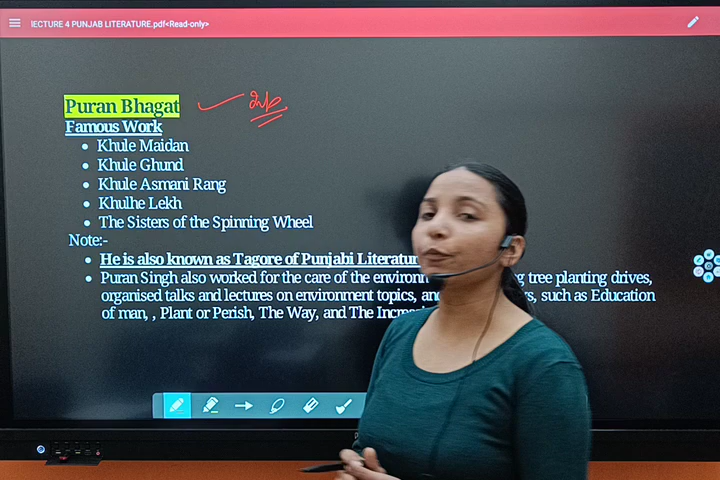 lECTURE 4 PUNJAB LITERATURE.pdf<Read-only>
Puran Bhagat
Famous Work
• Khule Maidan
• Khule Ghund
• Khule Asmani Rang
• Khulhe Lekh
• The Sisters of the Spinning Wheel
Note:-
• He is also known as Tagore of Punjabi
• Puran Singh also worked for the care of the tree planting drives,
organised talks and lectures on environment topics, such as Education
of man, , Plant or Perish, The Way, and The